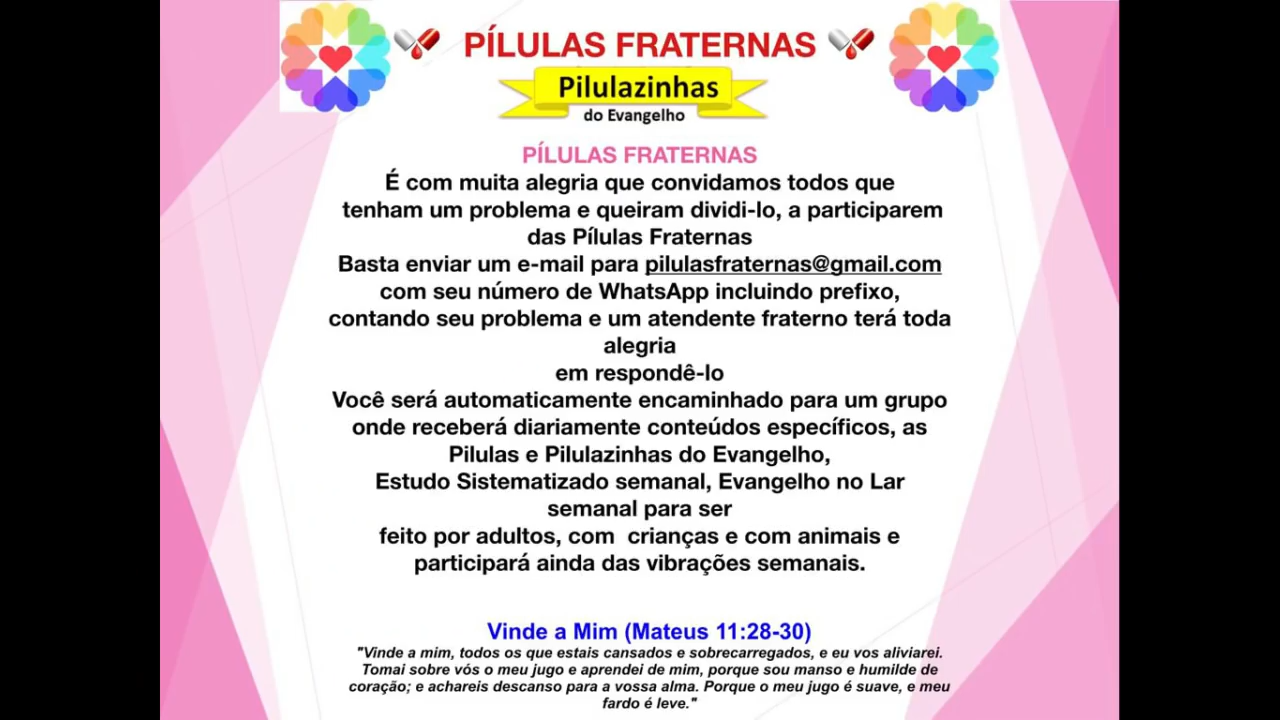 PÍLULAS FRATERNAS
Pilulazinhas
do Evangelho
PÍLULAS FRATERNAS
É com muita alegria que convidamos todos que
tenham um problema e queiram dividi-lo, a participarem
das Pílulas Fraternas
Basta enviar um e-mail para pilulasfraternas@gmail.com
com seu número de WhatsApp incluindo prefixo,
contando seu problema e um atendente fraterno terá toda
alegria
em respondê-lo
Você será automaticamente encaminhado para um grupo
onde receberá diariamente conteúdos específicos, as
Pilulas e Pilulazinhas do Evangelho,
Estudo Sistematizado semanal, Evangelho no Lar
semanal para ser
feito por adultos, com crianças e com animais e
participará ainda das vibrações semanais.
Vinde a Mim (Mateus 11:28-30)
"Vinde a mim, todos os que estais cansados e sobrecarregados, e eu vos aliviarei.
Tomai sobre vós o meu jugo e aprendei de mim, porque sou manso e humilde de
coração; e achareis descanso para a vossa alma. Porque o meu jugo é suave, e meu
fardo é leve."